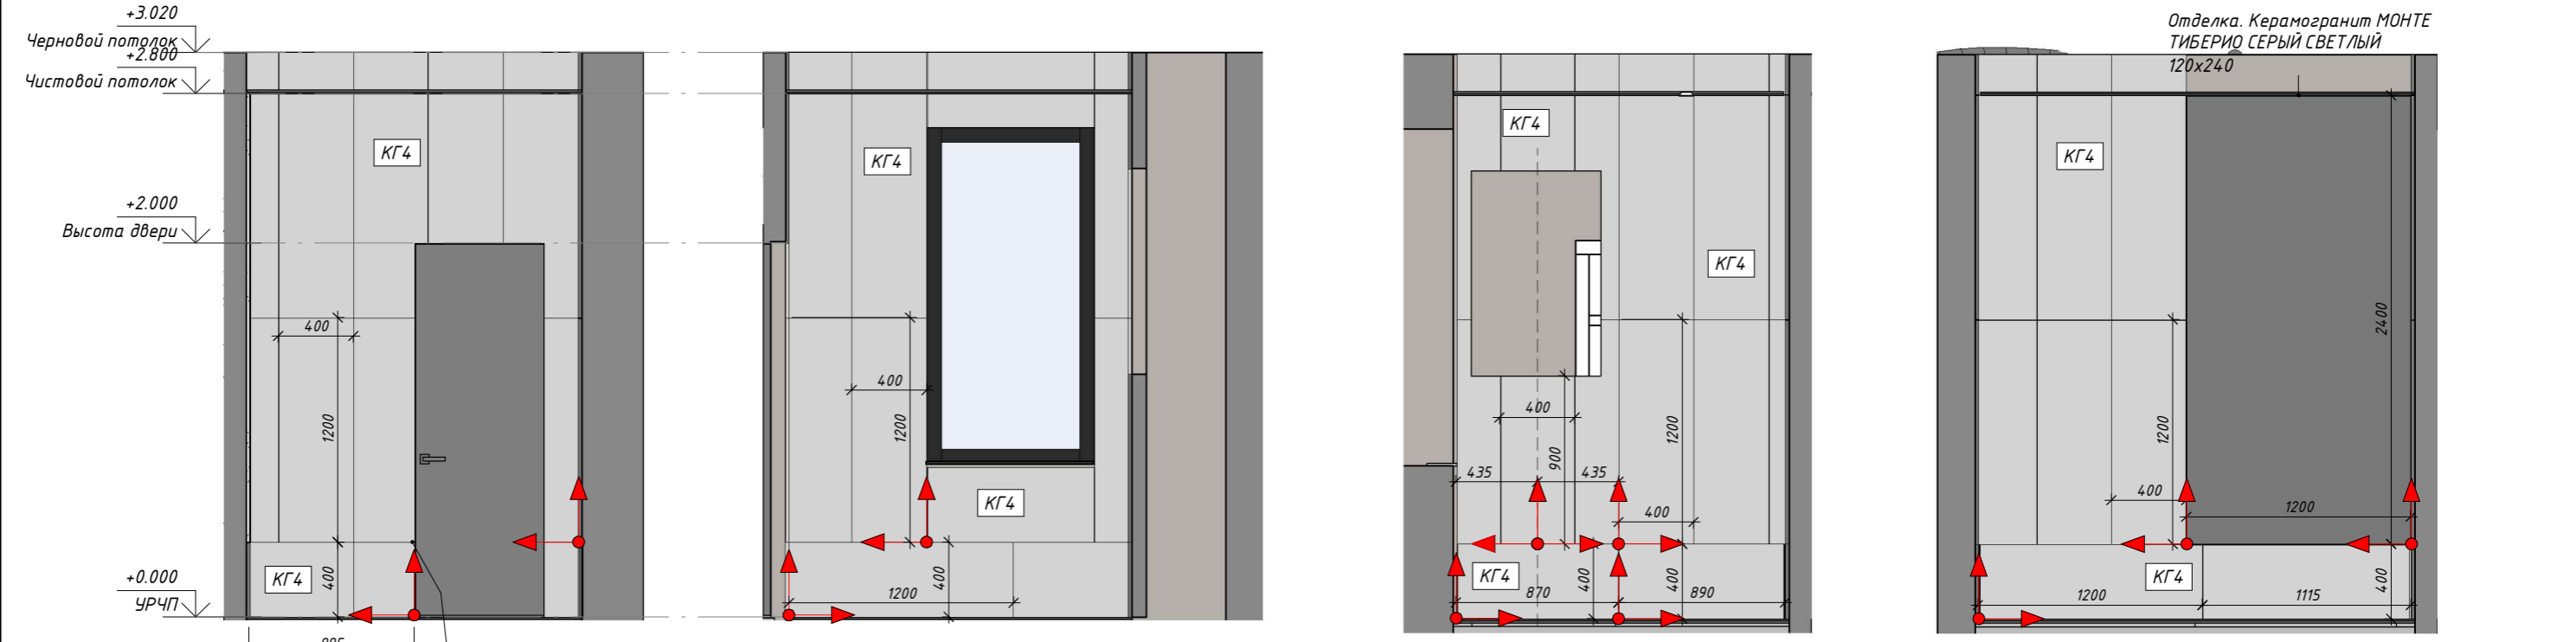 +3.020
Черновой потолок
+2.800
Чистовой потолок
+2.000
Высота двери
+0.000
УРЧП
КГ4
400
1200
КГ4
400
КГ4
400
1200
КГ4
400
1200
КГ4
КГ4
400
1200
900
435
435
400
КГ4
400
400
870
890
Отделка. Керамогранит МОНТЕ
ТИБЕРИО СЕРЫЙ СВЕТЛЫЙ
120х240
КГ4
2400
1200
400
1200
КГ4
400
1200
1115